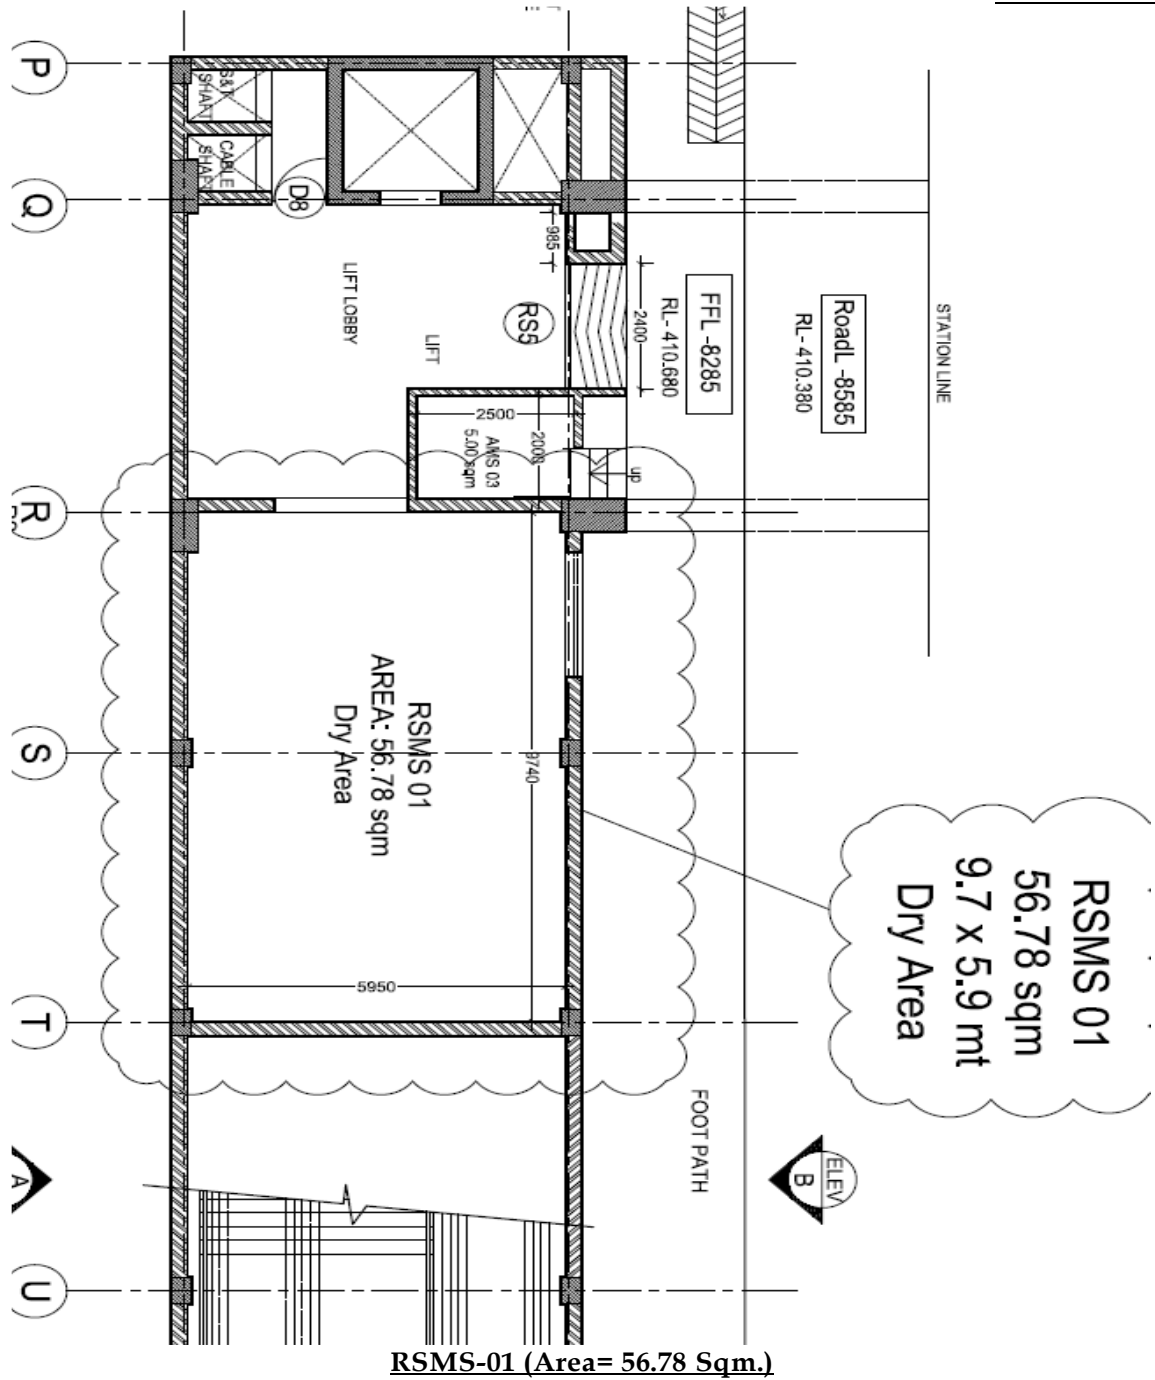 P
Q
R
S
T
U
S&T
SHAFT
CABLE
SHAFT
D8
985
LIFT LOBBY
LIFT
RS5
2400
FFL -8285
RL- 410.680
RoadL -8585
RL- 410.380
STATION LINE
2500
2000
AMS 03
5.00 sqm
up
RSMS 01
AREA: 56.78 sqm
Dry Area
9740
5950
RSMS 01
56.78 sqm
9.7 x 5.9 mt
Dry Area
FOOT PATH
ELEV
B
A
RSMS-01 (Area= 56.78 Sqm.)